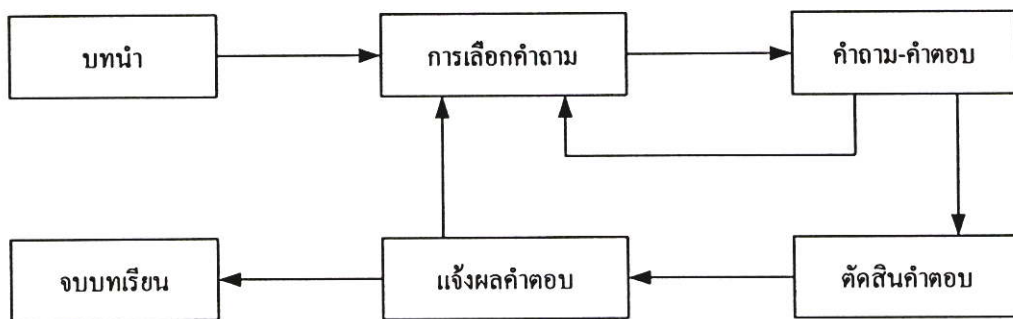 บทนำ
การเลือกคำถาม
คำถาม-คำตอบ
จบบทเรียน
แจ้งผลคำตอบ
ตัดสินคำตอบ